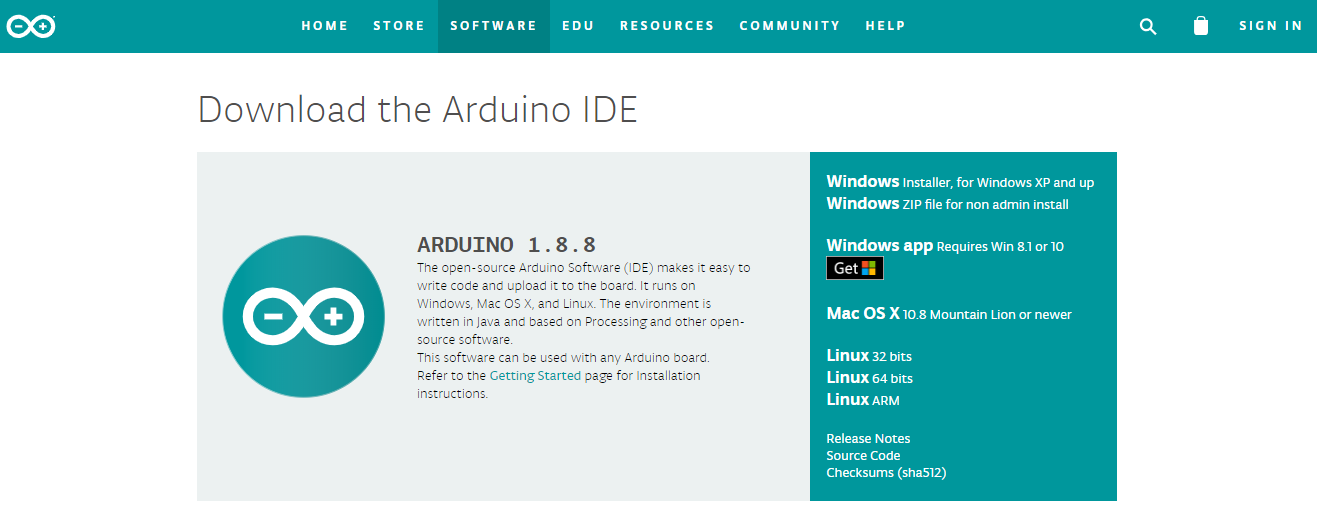 HOME STORE SOFTWARE EDU RESOURCES COMMUNITY HELP SIGN IN
Download the Arduino IDE
ARDUINO 1.8.8
The open-source Arduino Software (IDE) makes it easy to
write code and upload it to the board. It runs on
Windows, Mac OS X, and Linux. The environment is
written in Java and based on Processing and other open-
source software.
This software can be used with any Arduino board.
Refer to the Getting Started page for Installation
instructions.
Windows Installer, for Windows XP and up
Windows ZIP file for non admin install
Windows app Requires Win 8.1 or 10
Get
Mac OS X 10.8 Mountain Lion or newer
Linux 32 bits
Linux 64 bits
Linux ARM
Release Notes
Source Code
Checksums (sha512)